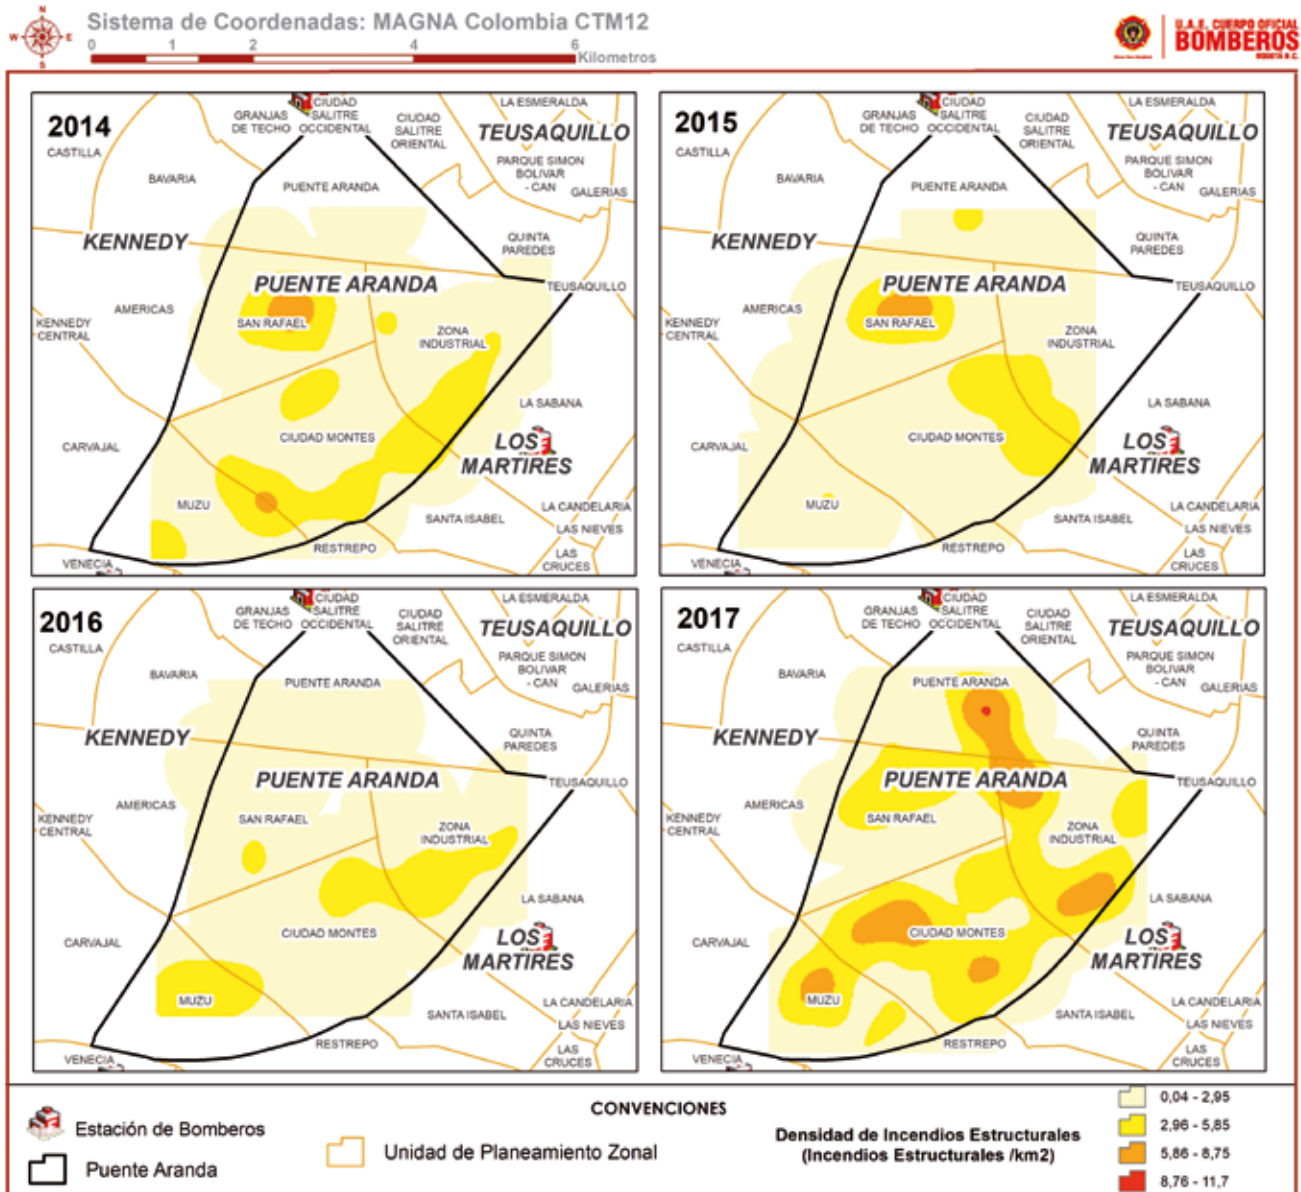 N
W
E
S
Sistema de Coordenadas: MAGNA Colombia CTM12
0 1 2 4 6
Kilometros
U.A.E. CUERPO OFICIAL
BOMBEROS
BOGOTÁ D.C.
2014
CIUDAD
SALITRE
OCCIDENTAL
GRANJAS
DE TECHO
CIUDAD
SALITRE
ORIENTAL
LA ESMERALDA
TEUSAQUILLO
CASTILLA
PARQUE SIMON
BOLIVAR
- CAN
BAVARIA
PUENTE ARANDA
GALERIAS
KENNEDY
QUINTA
PAREDES
PUENTE ARANDA
TEUSAQUILLO
AMERICAS
KENNEDY
CENTRAL
SAN RAFAEL
ZONA
INDUSTRIAL
LA SABANA
CARVAJAL
CIUDAD MONTES
LOS
MARTIRES
MUZU
SANTA ISABEL
LA CANDELARIA
LAS NIEVES
VENECIA
RESTREPO
LAS
CRUCES
2015
CIUDAD
SALITRE
OCCIDENTAL
GRANJAS
DE TECHO
CIUDAD
SALITRE
ORIENTAL
LA ESMERALDA
TEUSAQUILLO
CASTILLA
PARQUE SIMON
BOLIVAR
- CAN
BAVARIA
PUENTE ARANDA
GALERIAS
KENNEDY
QUINTA
PAREDES
PUENTE ARANDA
TEUSAQUILLO
AMERICAS
KENNEDY
CENTRAL
SAN RAFAEL
ZONA
INDUSTRIAL
LA SABANA
CARVAJAL
CIUDAD MONTES
LOS
MARTIRES
MUZU
SANTA ISABEL
LA CANDELARIA
LAS NIEVES
VENECIA
RESTREPO
LAS
CRUCES
2016
CIUDAD
SALITRE
OCCIDENTAL
GRANJAS
DE TECHO
CIUDAD
SALITRE
ORIENTAL
LA ESMERALDA
TEUSAQUILLO
CASTILLA
PARQUE SIMON
BOLIVAR
- CAN
BAVARIA
PUENTE ARANDA
GALERIAS
KENNEDY
QUINTA
PAREDES
PUENTE ARANDA
TEUSAQUILLO
AMERICAS
KENNEDY
CENTRAL
SAN RAFAEL
ZONA
INDUSTRIAL
LA SABANA
CARVAJAL
CIUDAD MONTES
LOS
MARTIRES
MUZU
SANTA ISABEL
LA CANDELARIA
LAS NIEVES
VENECIA
RESTREPO
LAS
CRUCES
2017
CIUDAD
SALITRE
OCCIDENTAL
GRANJAS
DE TECHO
CIUDAD
SALITRE
ORIENTAL
LA ESMERALDA
TEUSAQUILLO
CASTILLA
PARQUE SIMON
BOLIVAR
- CAN
BAVARIA
PUENTE ARANDA
GALERIAS
KENNEDY
QUINTA
PAREDES
PUENTE ARANDA
TEUSAQUILLO
AMERICAS
KENNEDY
CENTRAL
SAN RAFAEL
ZONA
INDUSTRIAL
LA SABANA
CARVAJAL
CIUDAD MONTES
LOS
MARTIRES
MUZU
SANTA ISABEL
LA CANDELARIA
LAS NIEVES
VENECIA
RESTREPO
LAS
CRUCES
CONVENCIONES
Estación de Bomberos
Puente Aranda
Unidad de Planeamiento Zonal
Densidad de Incendios Estructurales
(Incendios Estructurales /km2)
0,04 - 2,95
2,96 - 5,85
5,86 - 8,75
8,76 - 11,7